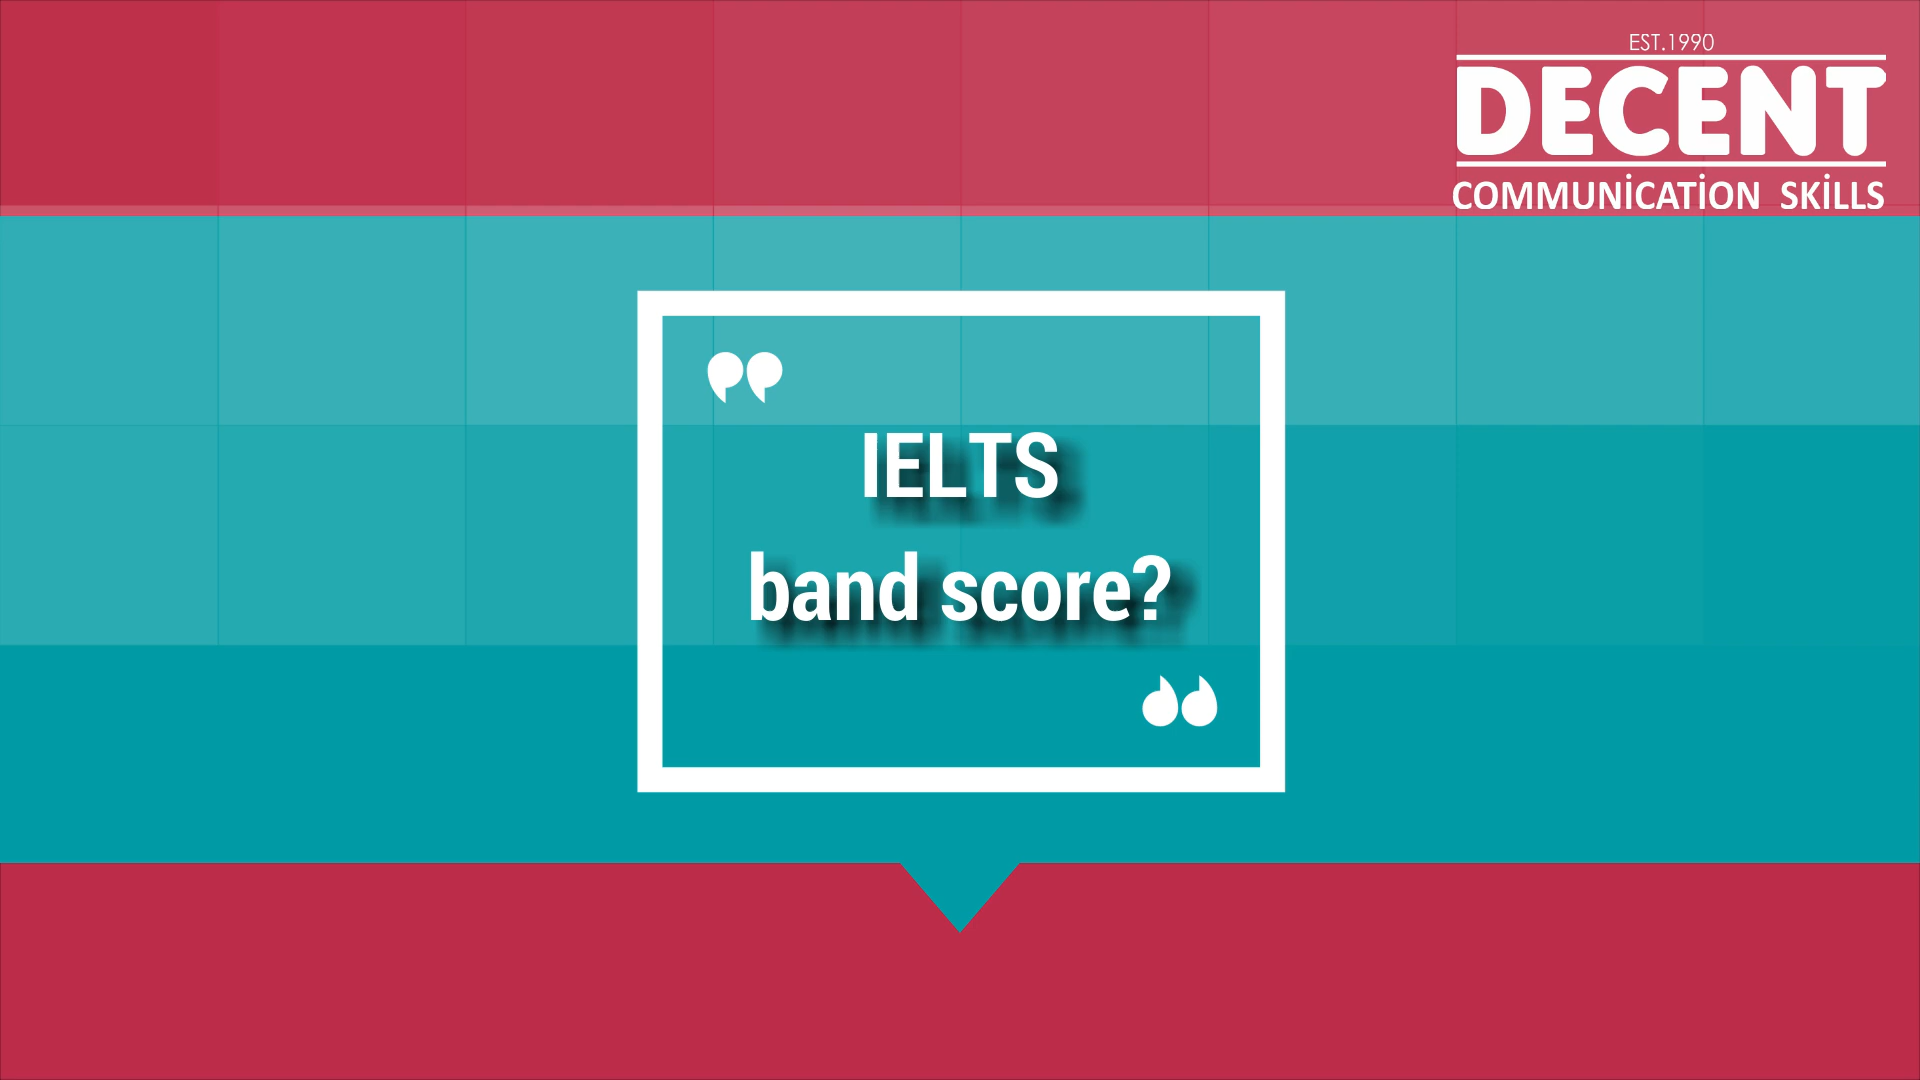 EST.1990
DECENT
COMMUNiCATiON SKiLLS
IELTS
band score?